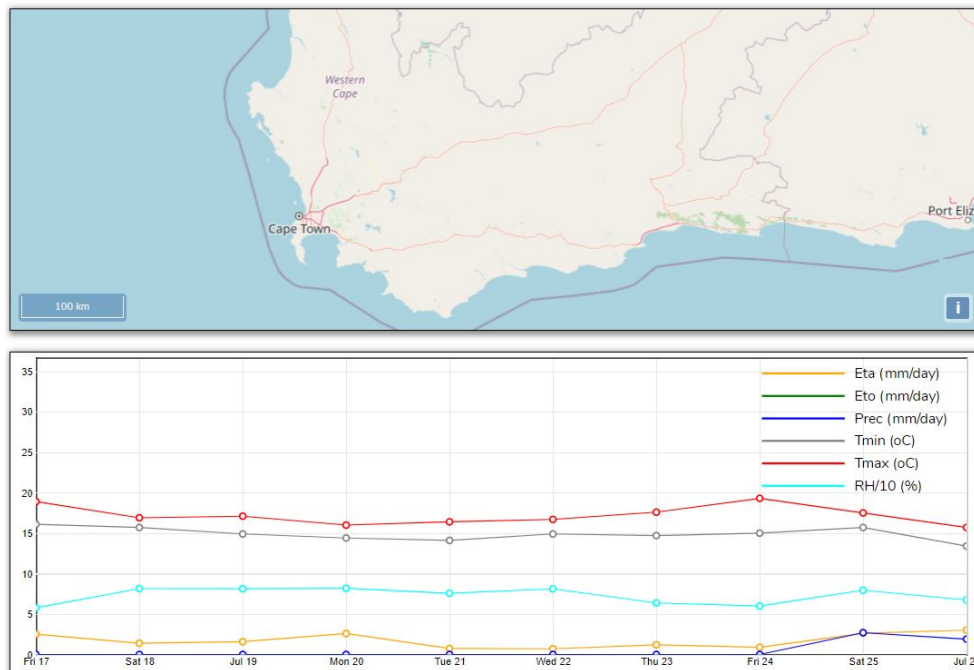 Western
Cape
Cape Town
Port Eliz
100 km
i
35
30
25
20
15
10
5
0
Eta (mm/day)
Eto (mm/day)
Prec (mm/day)
Tmin (oC)
Tmax (oC)
RH/10 (%)
Fri 17
Sat 18
Jul 19
Mon 20
Tue 21
Wed 22
Thu 23
Fri 24
Sat 25
Jul 2